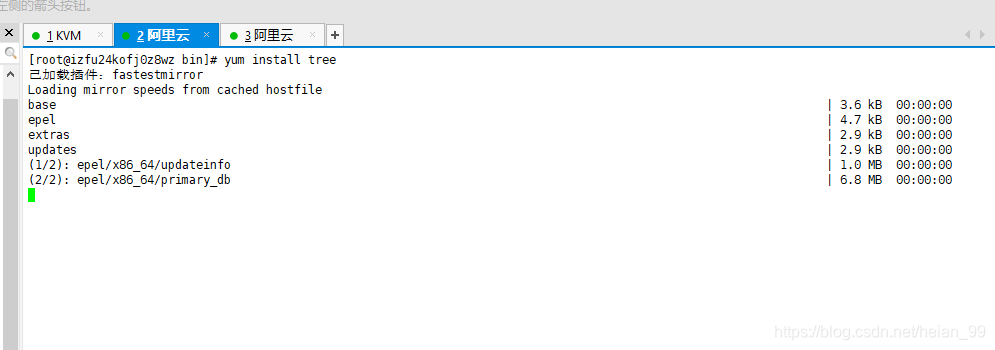 左侧的箭头按钮。
1 KVM
2 阿里云
3 阿里云
[root@izfu24kofj0z8wz bin]# yum install tree
已加载插件：fastestmirror
Loading mirror speeds from cached hostfile
base | 3.6 kB 00:00:00
epel | 4.7 kB 00:00:00
extras | 2.9 kB 00:00:00
updates | 2.9 kB 00:00:00
(1/2): epel/x86_64/updateinfo | 1.0 MB 00:00:00
(2/2): epel/x86_64/primary_db | 6.8 MB 00:00:00
https://blog.csdn.net/heian_99